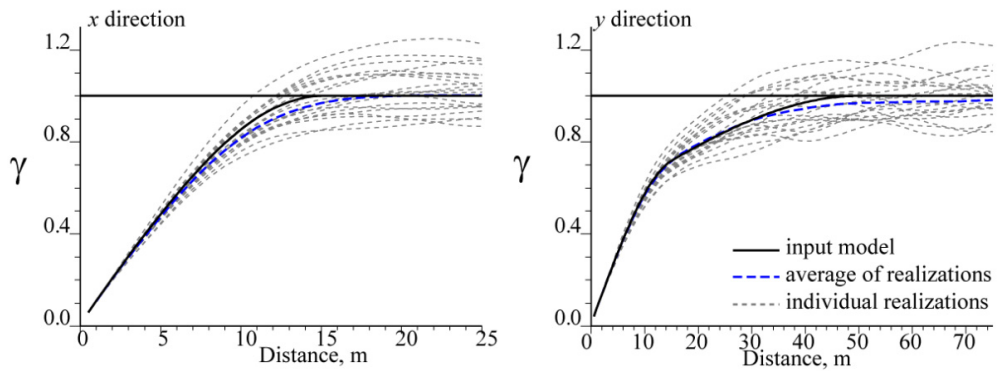 x direction
1.2
0.8
0.4
0.0
γ
0 5 10 15 20 25
Distance, m
y direction
1.2
0.8
0.4
0.0
γ
0 10 20 30 40 50 60 70
Distance, m
input model
average of realizations
individual realizations